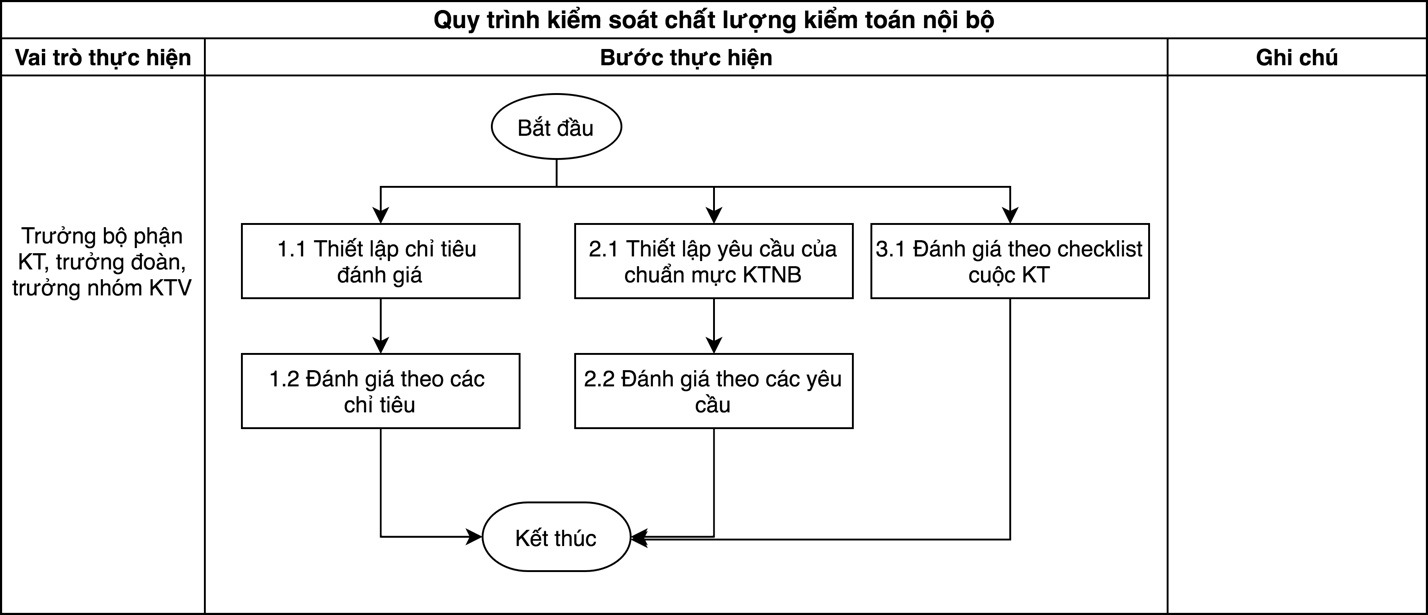 Quy trình kiểm soát chất lượng kiểm toán nội bộ
Vai trò thực hiện
Bước thực hiện
Ghi chú
Bắt đầu
Trưởng bộ phận
KT, trưởng đoàn,
trưởng nhóm KTV
1.1 Thiết lập chỉ tiêu
đánh giá
2.1 Thiết lập yêu cầu của
chuẩn mực KTNB
3.1 Đánh giá theo checklist
cuộc KT
1.2 Đánh giá theo các
chỉ tiêu
2.2 Đánh giá theo các yêu
cầu
Kết thúc